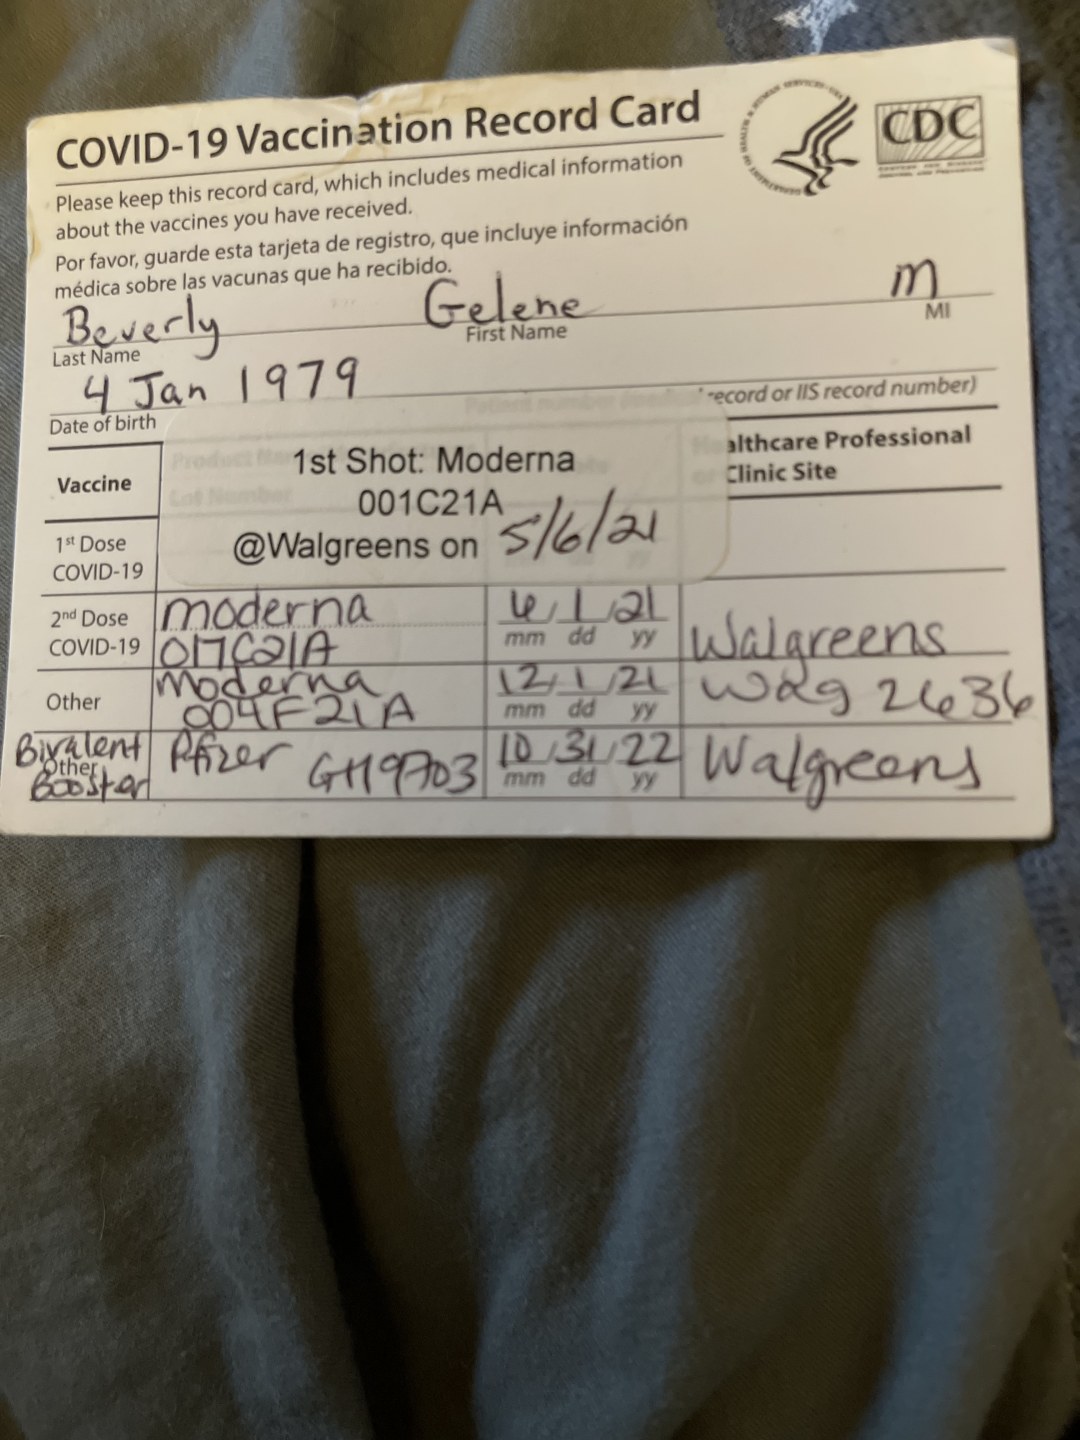 COVID-19 Vaccination Record Card
CDC
Please keep this record card, which includes medical information
about the vaccines you have received.
Por favor, guarde esta tarjeta de registro, que incluye información
médica sobre las vacunas que ha recibido.
Beverly Gelene m
Last Name First Name MI
4 Jan 1979
Date of birth record or IIS record number)
Vaccine
Healthcare Professional
or Clinic Site
1st Shot: Moderna
001C21A
@Walgreens on 5/6/21
1st Dose
COVID-19
2nd Dose
COVID-19
moderna 6/1/21
017C21A mm dd yy Walgreens
Other moderna 12/1/21 Wag 2636
004F21A mm dd yy
Bivalent Pfizer 10/31/22 Walgreens
Other GH9703 mm dd yy
Booster